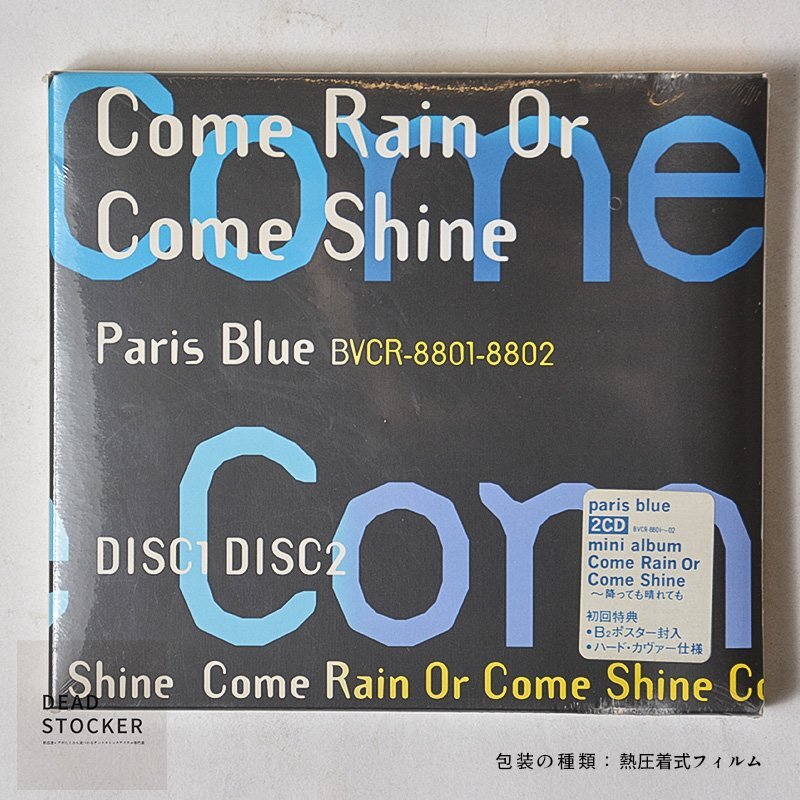 Come
Come Rain Or
Come Shine
Paris Blue BVCR-8801-8802
Com
DISC1 DISC2
paris blue
2CD BVCR-8801〜02
mini album
Come Rain Or
Come Shine
〜降っても晴れても
初回特典
•B2ポスター封入
•ハード・カヴァー仕様
Shine Come Rain Or Come Shine Co
DEAD
STOCKER
包装の種類：熱圧着式フィルム